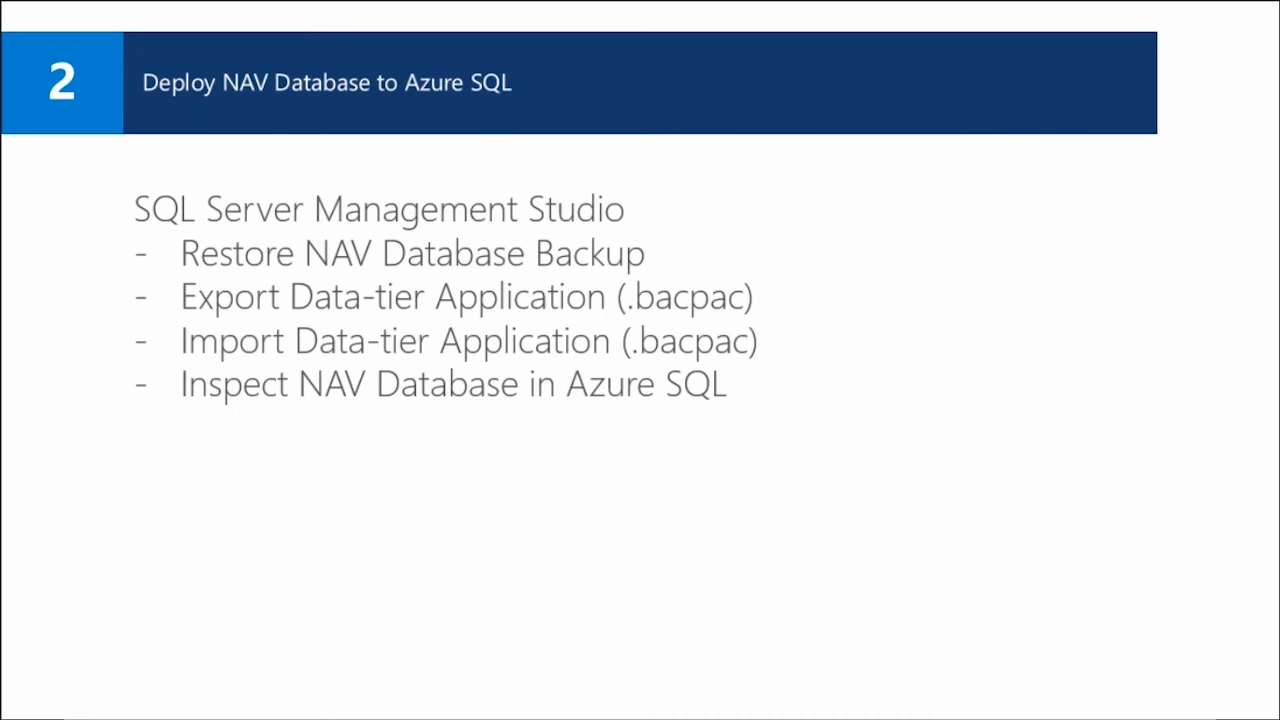 2
Deploy NAV Database to Azure SQL
SQL Server Management Studio
- Restore NAV Database Backup
- Export Data-tier Application (.bacpac)
- Import Data-tier Application (.bacpac)
- Inspect NAV Database in Azure SQL